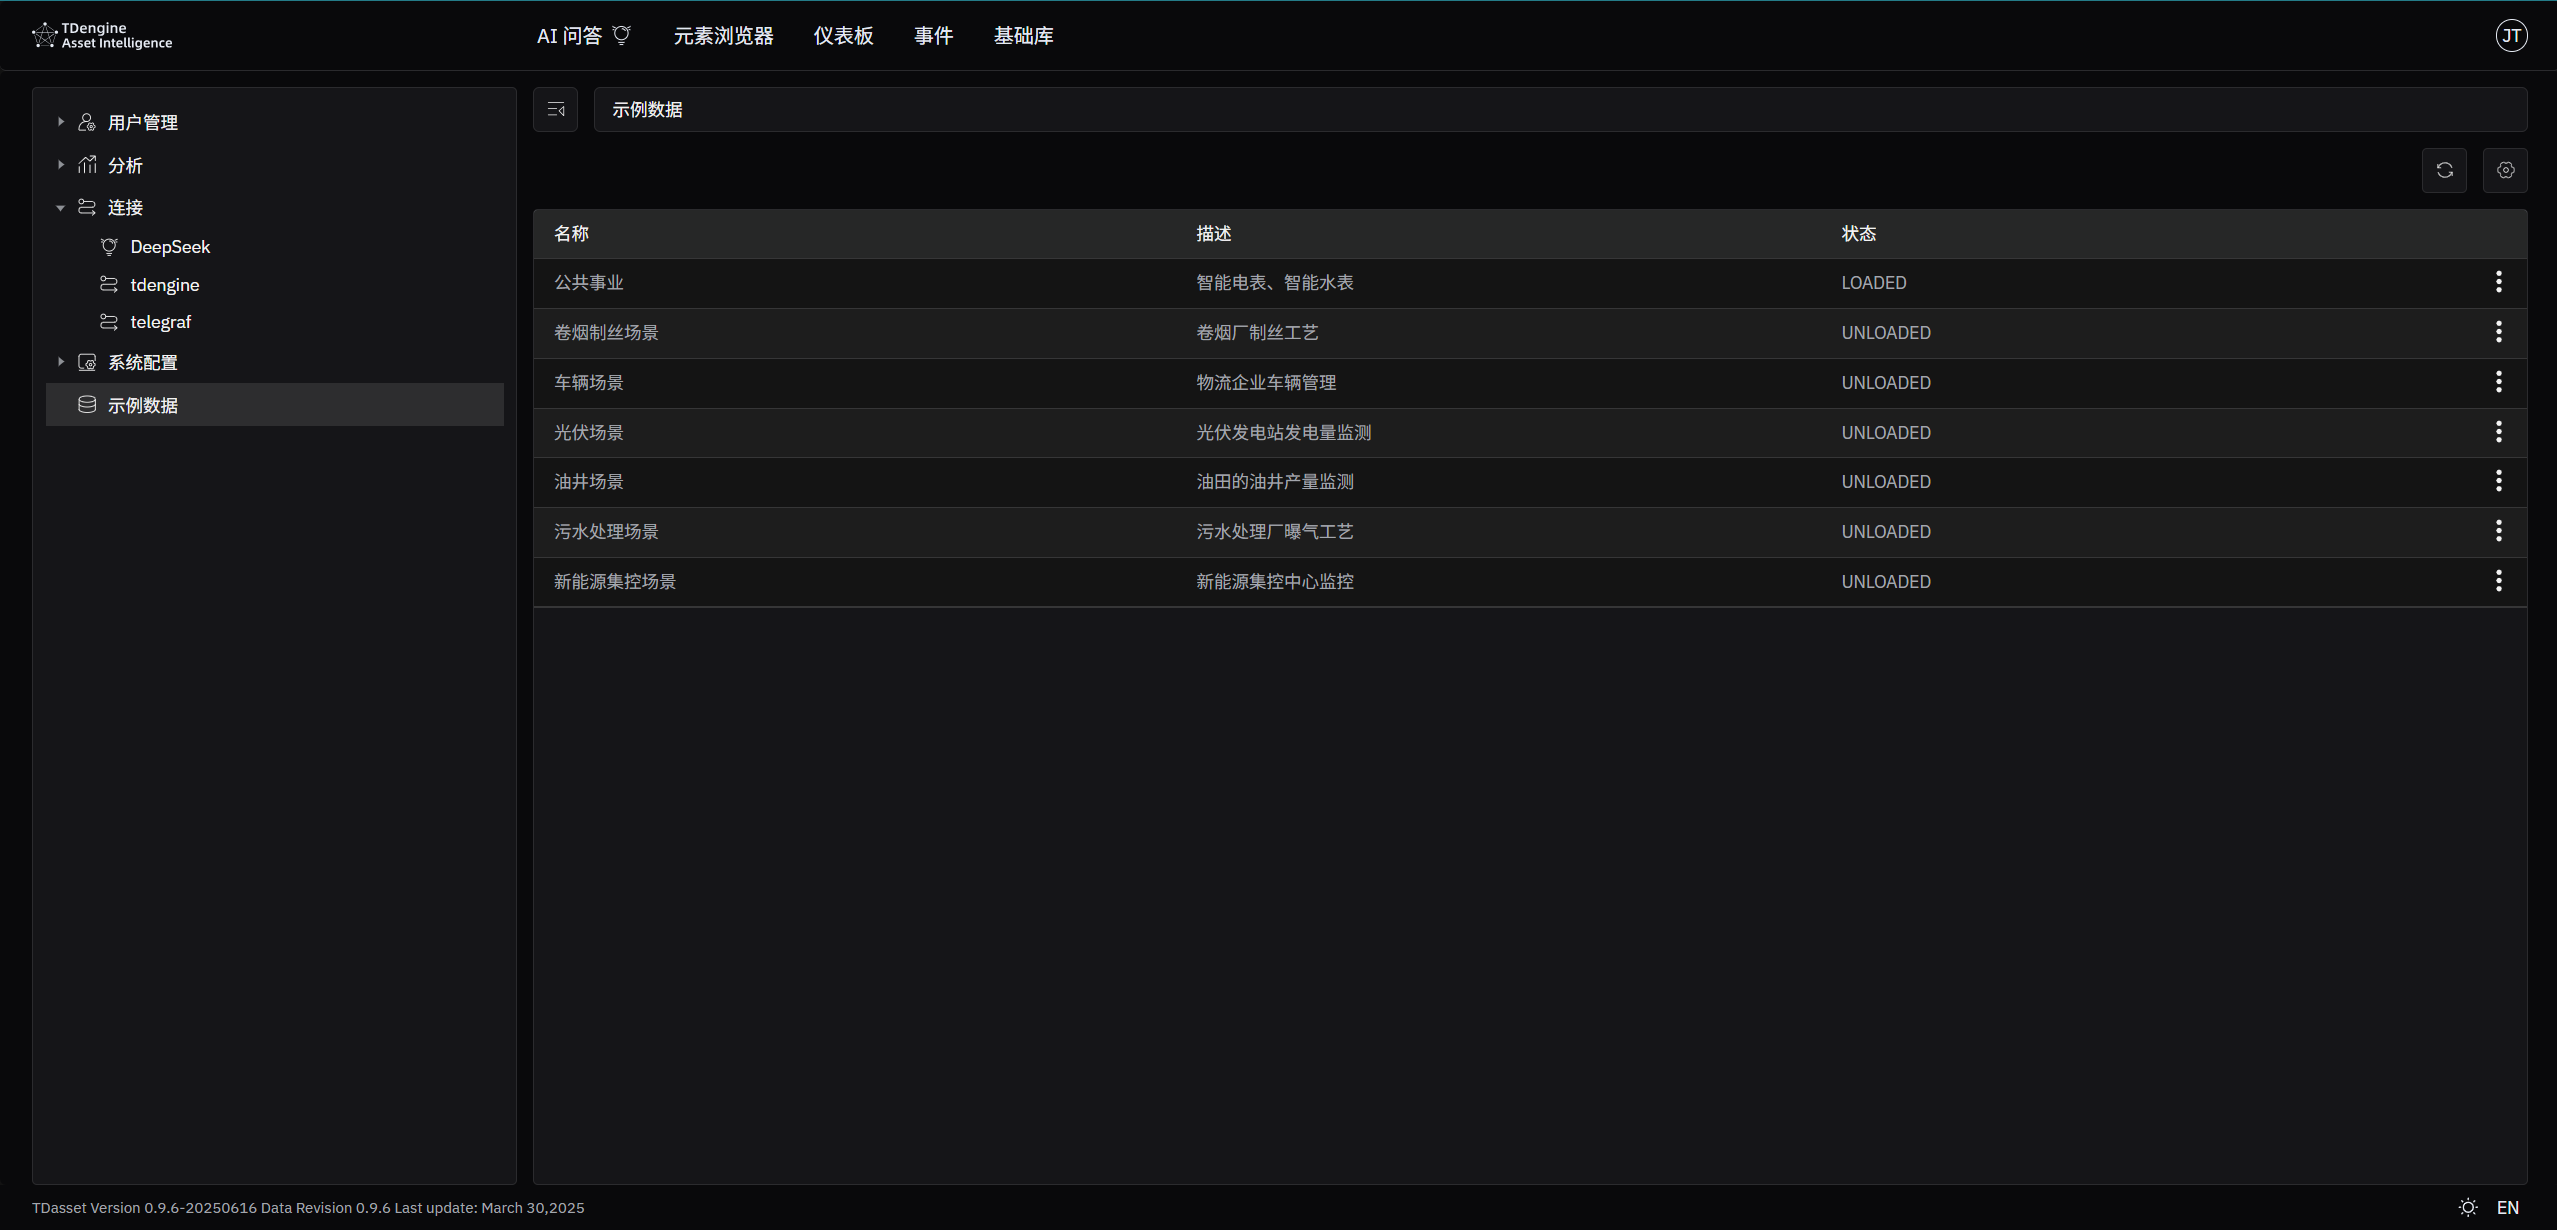 TDengine
Asset Intelligence
AI 问答
元素浏览器
仪表板
事件
基础库
JT
用户管理
分析
连接
DeepSeek
tdengine
telegraf
系统配置
示例数据
示例数据
名称 描述 状态
公共事业 智能电表、智能水表 LOADED
卷烟制丝场景 卷烟厂制丝工艺 UNLOADED
车辆场景 物流企业车辆管理 UNLOADED
光伏场景 光伏发电站发电量监测 UNLOADED
油井场景 油田的油井产量监测 UNLOADED
污水处理场景 污水处理厂曝气工艺 UNLOADED
新能源集控场景 新能源集控中心监控 UNLOADED
TDasset Version 0.9.6-20250616 Data Revision 0.9.6 Last update: March 30,2025
EN